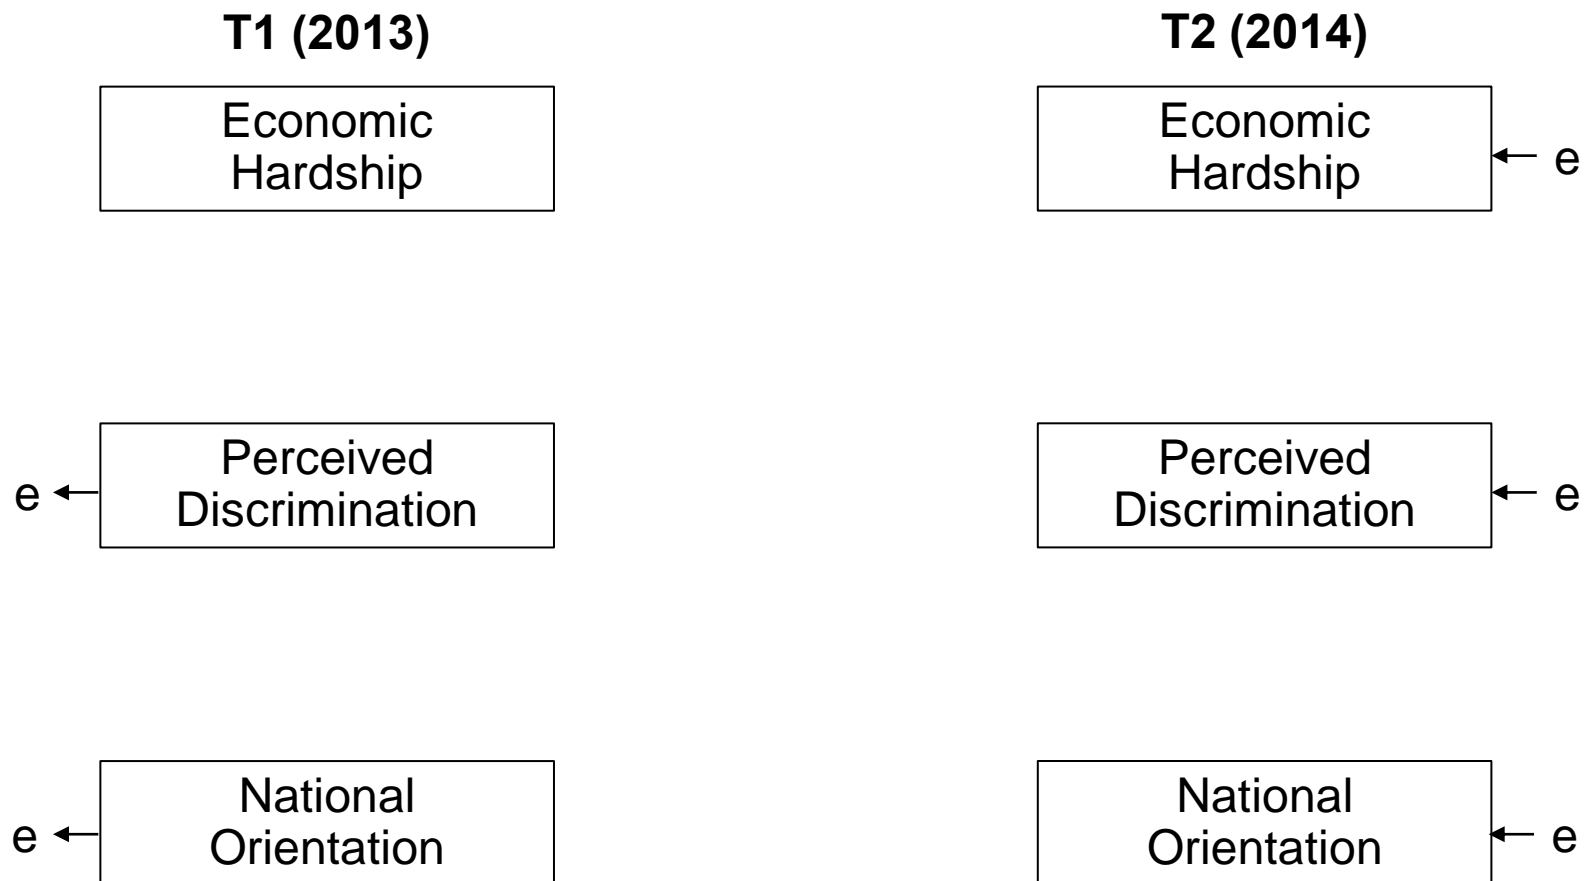 T1 (2013)
T2 (2014)
Economic
Hardship
Economic
Hardship
e
e
Perceived
Discrimination
Perceived
Discrimination
e
e
National
Orientation
National
Orientation
e